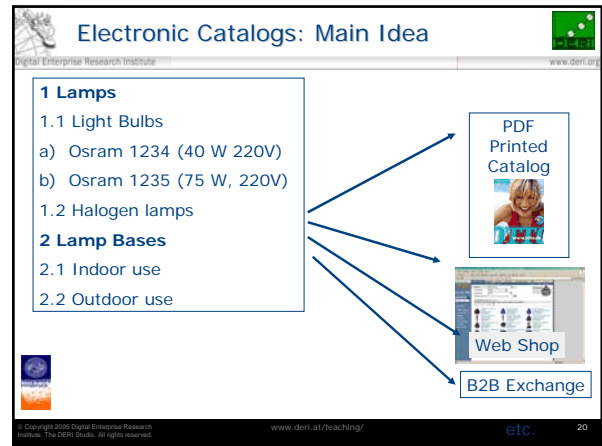 Electronic Catalogs: Main Idea
DERI
Digital Enterprise Research Institute
www.deri.org
1 Lamps
1.1 Light Bulbs
a) Osram 1234 (40 W 220V)
b) Osram 1235 (75 W, 220V)
1.2 Halogen lamps
2 Lamp Bases
2.1 Indoor use
2.2 Outdoor use
PDF
Printed
Catalog
Web Shop
B2B Exchange
© Copyright 2005 Digital Enterprise Research
Institute. The DERI Studio. All rights reserved.
www.deri.at/teaching/
etc.
20